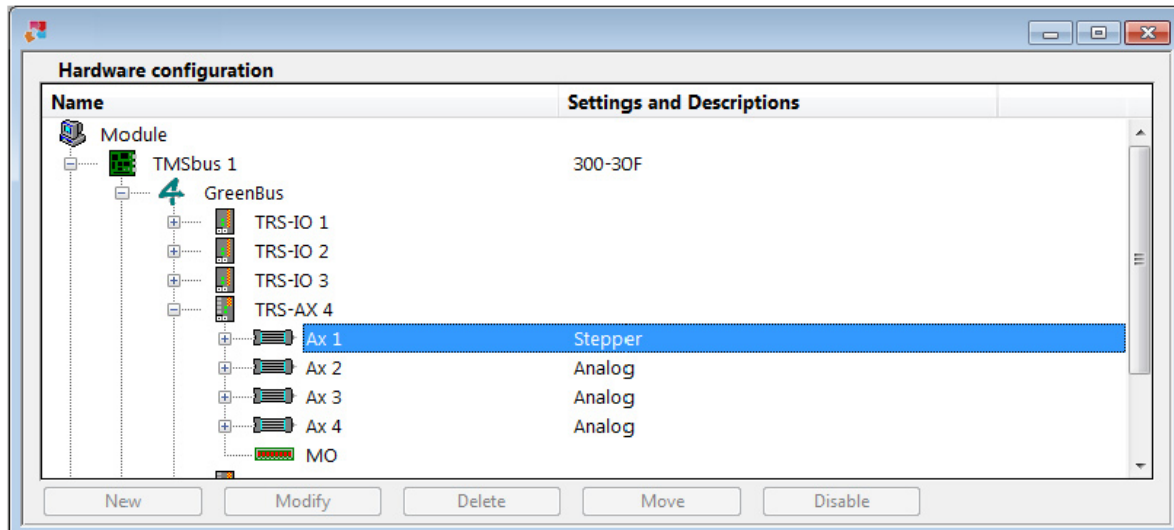 Hardware configuration
Name Settings and Descriptions
Module
TMSbus 1 300-30F
GreenBus
TRS-IO 1
TRS-IO 2
TRS-IO 3
TRS-AX 4
Ax 1 Stepper
Ax 2 Analog
Ax 3 Analog
Ax 4 Analog
MO
New Modify Delete Move Disable